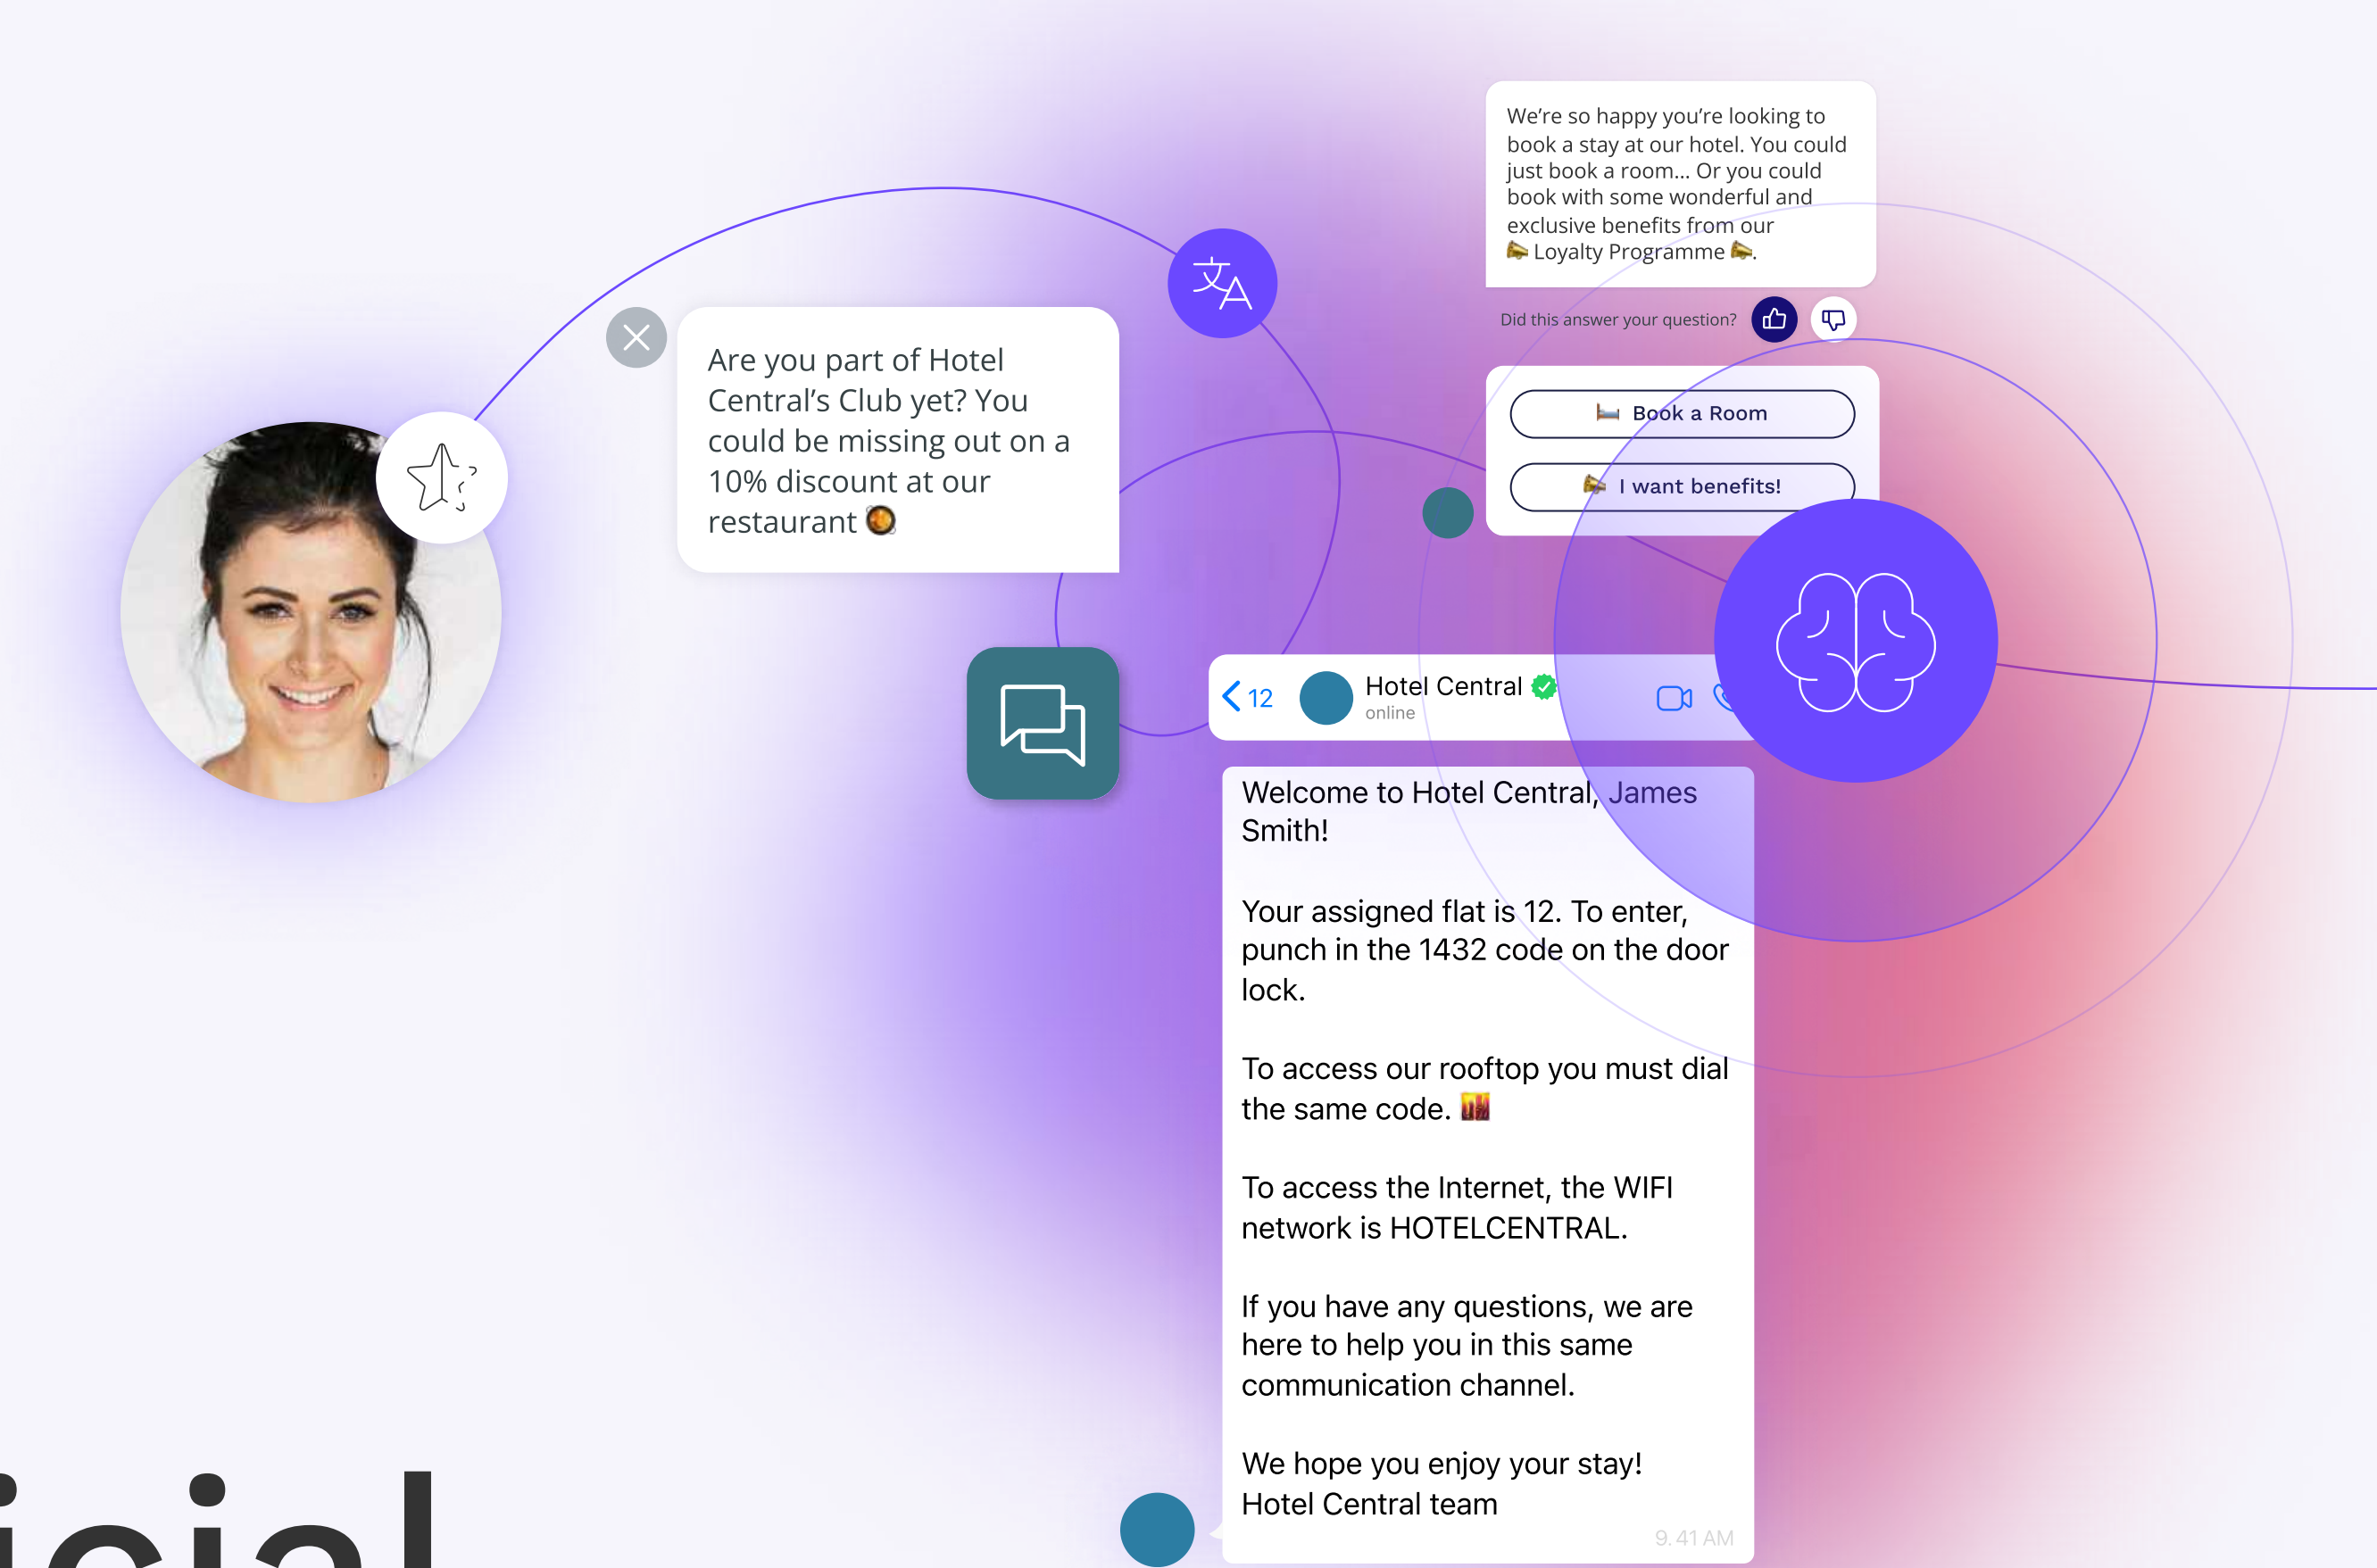 We’re so happy you’re looking to
book a stay at our hotel. You could
just book a room... Or you could
book with some wonderful and
exclusive benefits from our
📣 Loyalty Programme 📣.
Did this answer your question?
🛏️ Book a Room
📣 I want benefits!
Are you part of Hotel
Central’s Club yet? You
could be missing out on a
10% discount at our
restaurant 🥘
文A
12
Hotel Central
online
Welcome to Hotel Central, James
Smith!
Your assigned flat is 12. To enter,
punch in the 1432 code on the door
lock.
To access our rooftop you must dial
the same code. 🌇
To access the Internet, the WIFI
network is HOTELCENTRAL.
If you have any questions, we are
here to help you in this same
communication channel.
We hope you enjoy your stay!
Hotel Central team
9.41 AM
icial